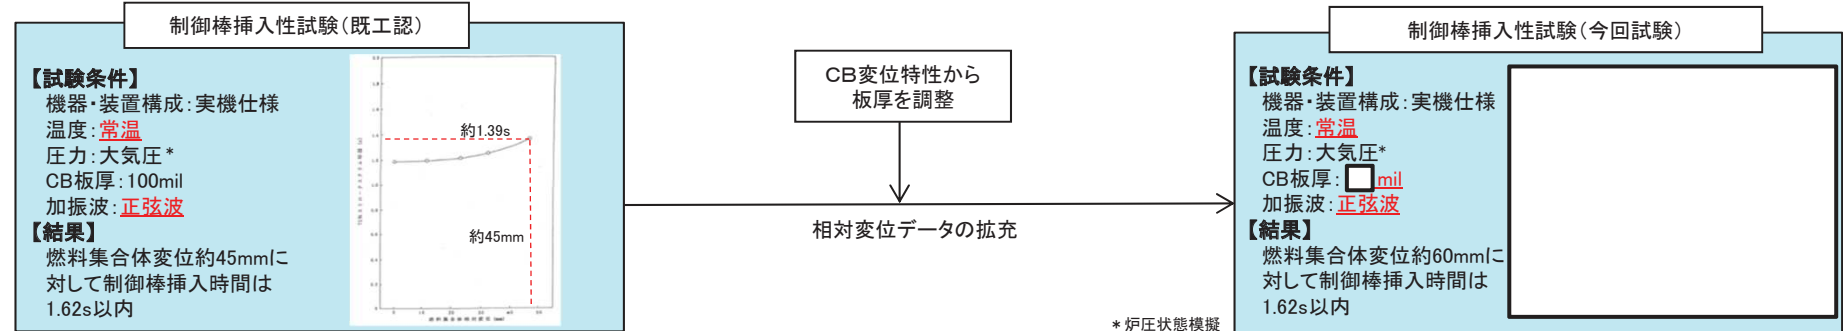 制御棒挿入性試験(既工認)
【試験条件】
機器・装置構成:実機仕様
温度:常温
圧力:大気圧*
CB板厚:100mil
加振波:正弦波
【結果】
燃料集合体変位約45mmに
対して制御棒挿入時間は
1.62s以内
約1.39s
約45mm
CB変位特性から
板厚を調整
相対変位データの拡充
*炉圧状態模擬
制御棒挿入性試験(今回試験)
【試験条件】
機器・装置構成:実機仕様
温度:常温
圧力:大気圧*
CB板厚: mil
加振波:正弦波
【結果】
燃料集合体変位約60mmに
対して制御棒挿入時間は
1.62s以内